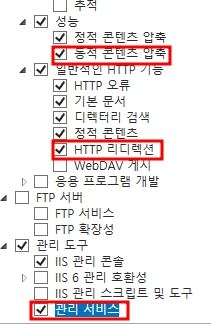 추적
성능
정적 콘텐츠 압축
동적 콘텐츠 압축
일반적인 HTTP 기능
HTTP 오류
기본 문서
디렉터리 검색
정적 콘텐츠
HTTP 리디렉션
WebDAV 게시
응용 프로그램 개발
FTP 서버
FTP 서비스
FTP 확장성
관리 도구
IIS 관리 콘솔
IIS 6 관리 호환성
IIS 관리 스크립트 및 도구
관리 서비스